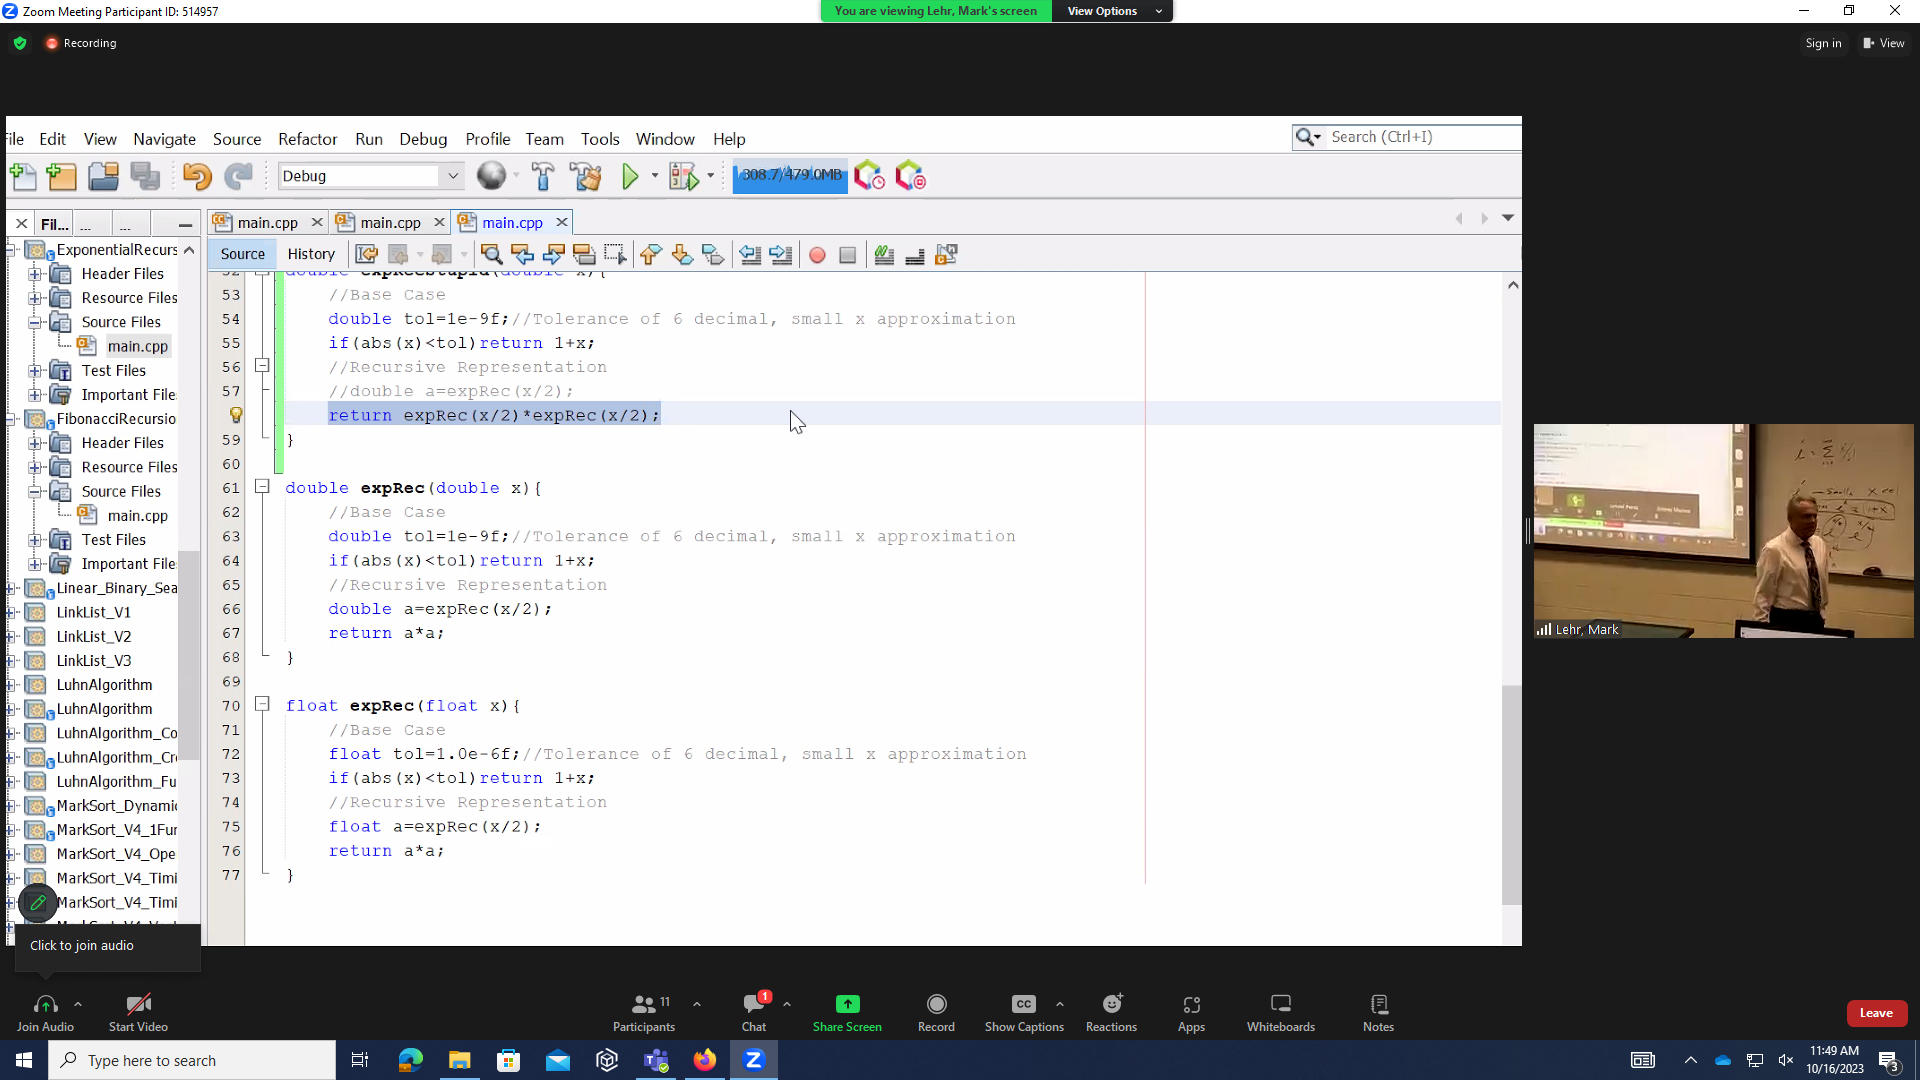 Zoom Meeting Participant ID: 514957
You are viewing Lehr, Mark's screen
View Options
Recording
Sign in
View
File Edit View Navigate Source Refactor Run Debug Profile Team Tools Window Help
Search (Ctrl+I)
Debug
308.7/479.0MB
Fil...
...
...
main.cpp
main.cpp
main.cpp
Source
History
ExponentialRecurs
Header Files
Resource Files
Source Files
main.cpp
Test Files
Important File
FibonacciRecursio
Header Files
Resource Files
Source Files
main.cpp
Test Files
Important File
Linear_Binary_Sea
LinkList_V1
LinkList_V2
LinkList_V3
LuhnAlgorithm
LuhnAlgorithm
LuhnAlgorithm_Co
LuhnAlgorithm_Cre
LuhnAlgorithm_Fu
MarkSort_Dynamic
MarkSort_V4_1Fur
MarkSort_V4_Ope
MarkSort_V4_Timi
MarkSort_V4_Timi
52 double expRecStupid(double x){
53 //Base Case
54 double tol=1e-9f;//Tolerance of 6 decimal, small x approximation
55 if(abs(x)<tol)return 1+x;
56 //Recursive Representation
57 //double a=expRec(x/2);
return expRec(x/2)*expRec(x/2);
59 }
60
61 double expRec(double x){
62 //Base Case
63 double tol=1e-9f;//Tolerance of 6 decimal, small x approximation
64 if(abs(x)<tol)return 1+x;
65 //Recursive Representation
66 double a=expRec(x/2);
67 return a*a;
68 }
69
70 float expRec(float x){
71 //Base Case
72 float tol=1.0e-6f;//Tolerance of 6 decimal, small x approximation
73 if(abs(x)<tol)return 1+x;
74 //Recursive Representation
75 float a=expRec(x/2);
76 return a*a;
77 }
Lehr, Mark
Click to join audio
Join Audio
Start Video
11
Participants
1
Chat
Share Screen
Record
CC
Show Captions
Reactions
Apps
Whiteboards
Notes
Leave
Type here to search
11:49 AM
10/16/2023
3